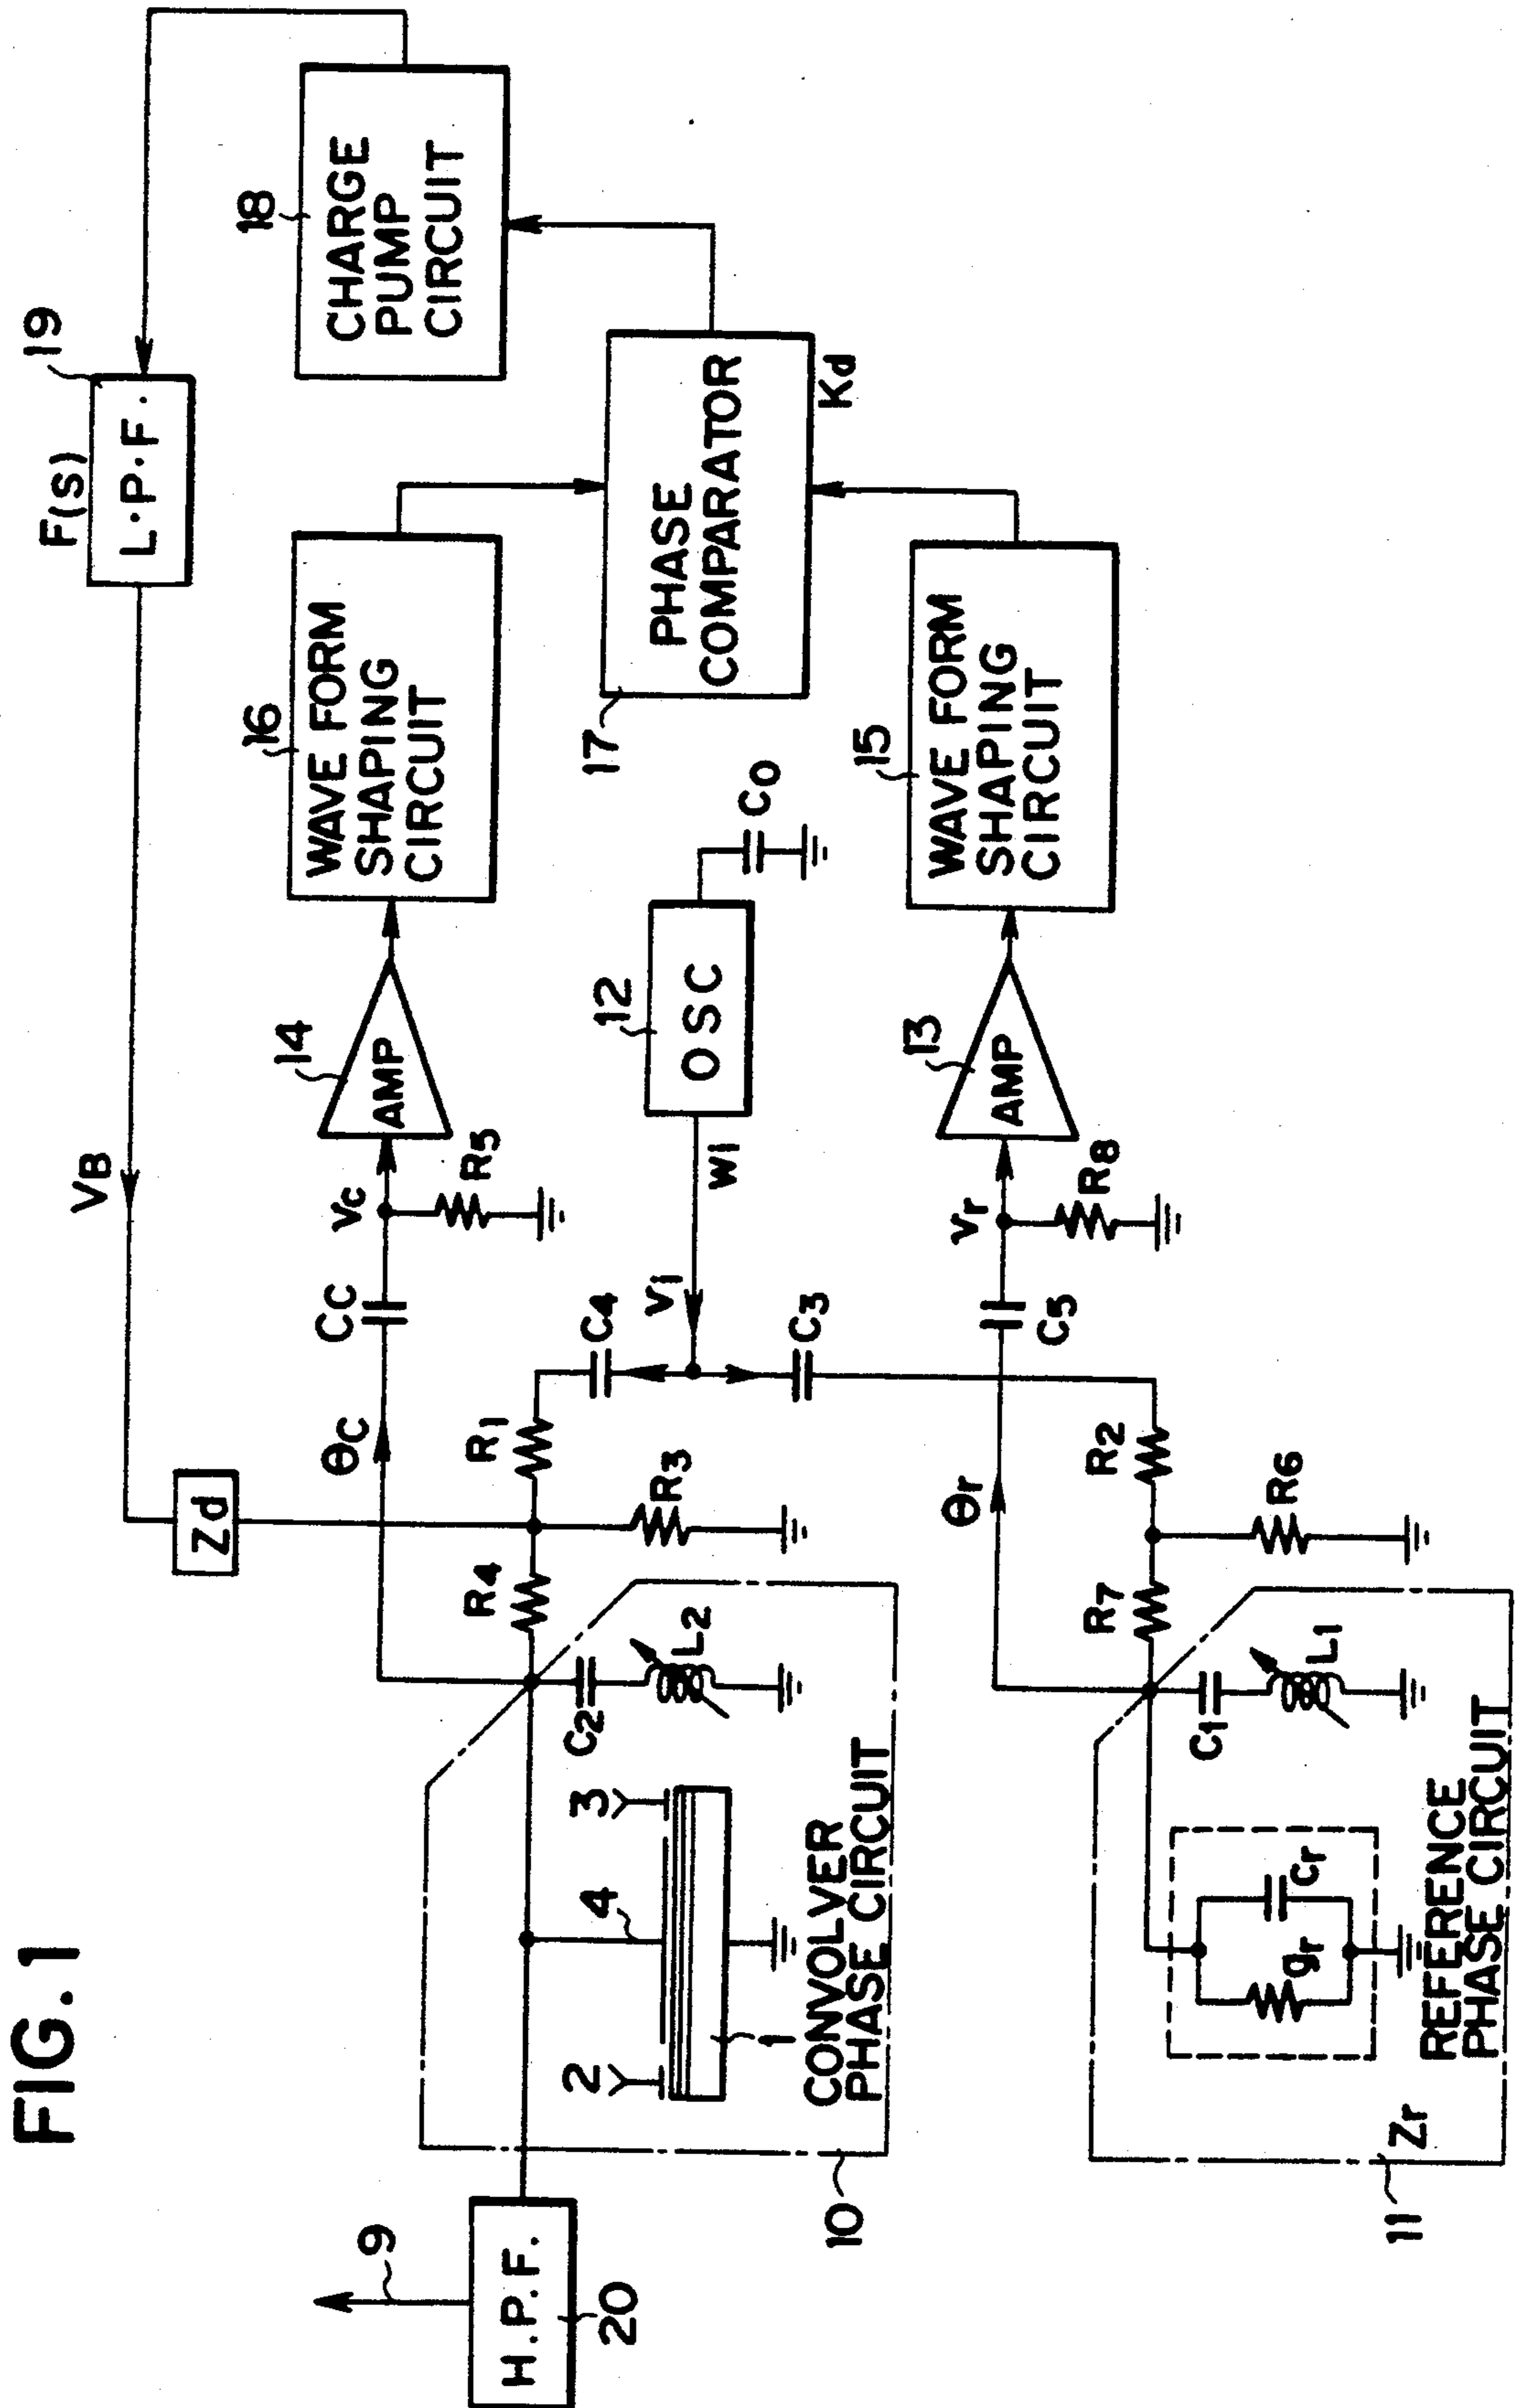 FIG.1
9
H.P.F.
20
VB
F(S)
L.P.F.
19
Zd
θC
CC
Vc
R5
14
AMP
16
WAVE FORM
SHAPING
CIRCUIT
18
CHARGE
PUMP
CIRCUIT
R4
R1
R3
C4
Vi
Wi
12
OSC
C0
17
PHASE
COMPARATOR
Kd
2
3
4
1
C2
L2
CONVOLVER
PHASE CIRCUIT
10
C3
θr
C5
Vr
R8
13
AMP
15
WAVE FORM
SHAPING
CIRCUIT
R7
R2
R6
C1
L1
gr
Cr
REFERENCE
PHASE CIRCUIT
Zr
11